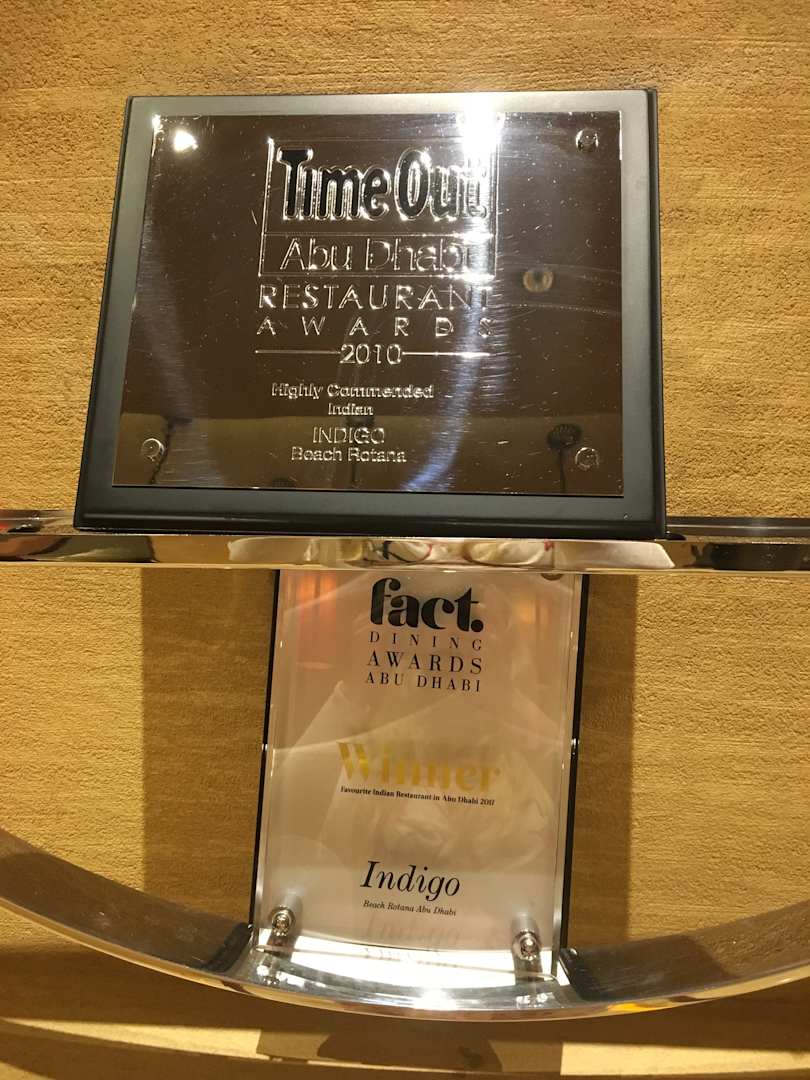 Time Out
Abu Dhabi
RESTAURANT
AWARDS
2010
Highly Commended
Indian
INDIGO
Beach Rotana
fact.
DINING
AWARDS
ABU DHABI
Winner
Favourite Indian Restaurant in Abu Dhabi 2017
Indigo
Beach Rotana Abu Dhabi